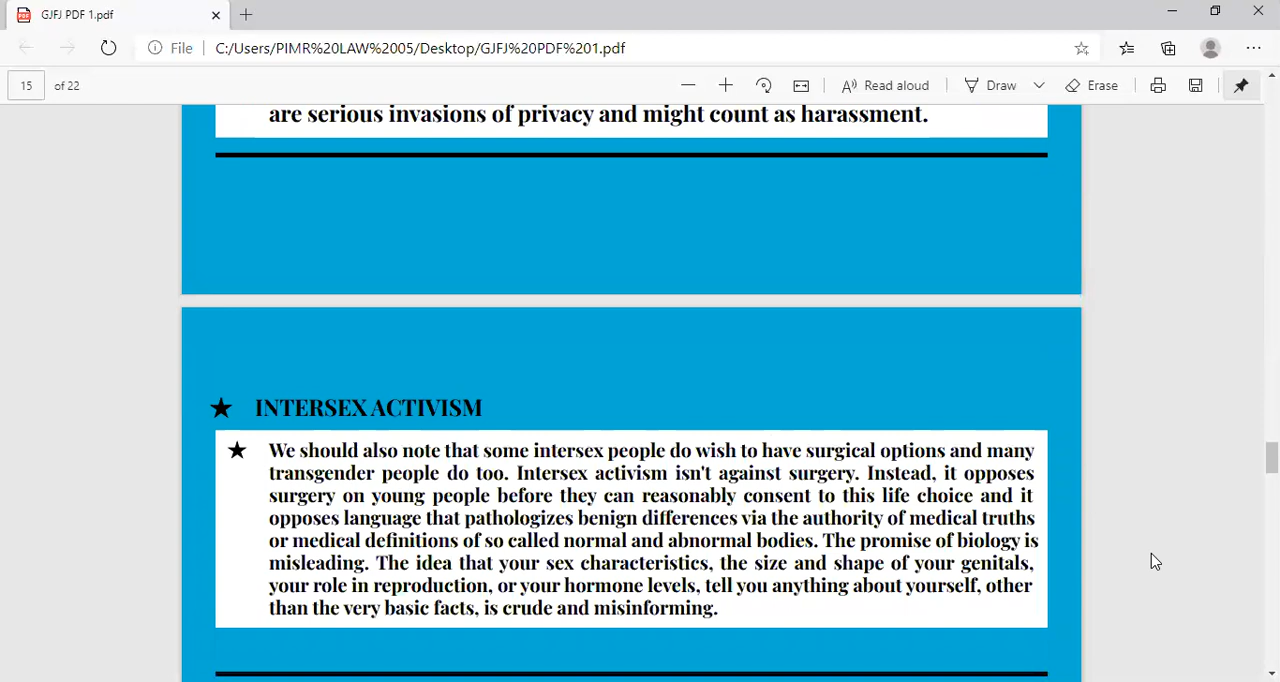 GJFJ PDF 1.pdf
File
C:/Users/PIMR%20LAW%2005/Desktop/GJFJ%20PDF%201.pdf
15 of 22
Read aloud
Draw
Erase
are serious invasions of privacy and might count as harassment.
INTERSEX ACTIVISM
We should also note that some intersex people do wish to have surgical options and many
transgender people do too. Intersex activism isn't against surgery. Instead, it opposes
surgery on young people before they can reasonably consent to this life choice and it
opposes language that pathologizes benign differences via the authority of medical truths
or medical definitions of so called normal and abnormal bodies. The promise of biology is
misleading. The idea that your sex characteristics, the size and shape of your genitals,
your role in reproduction, or your hormone levels, tell you anything about yourself, other
than the very basic facts, is crude and misinforming.